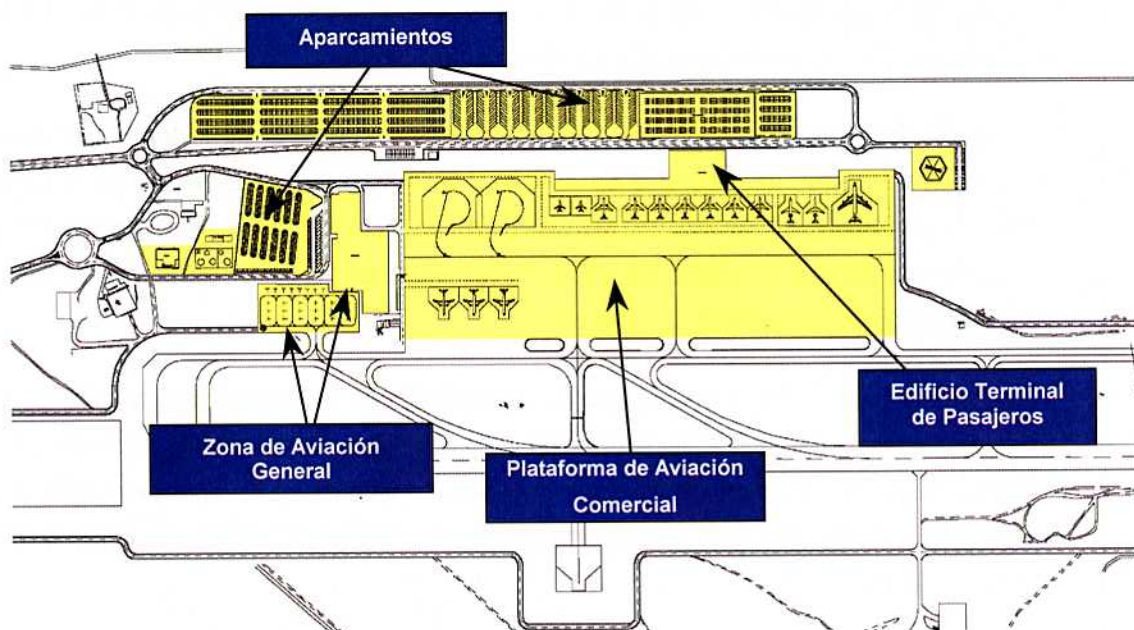 Aparcamientos
Edificio Terminal
de Pasajeros
Zona de Aviación
General
Plataforma de Aviación
Comercial